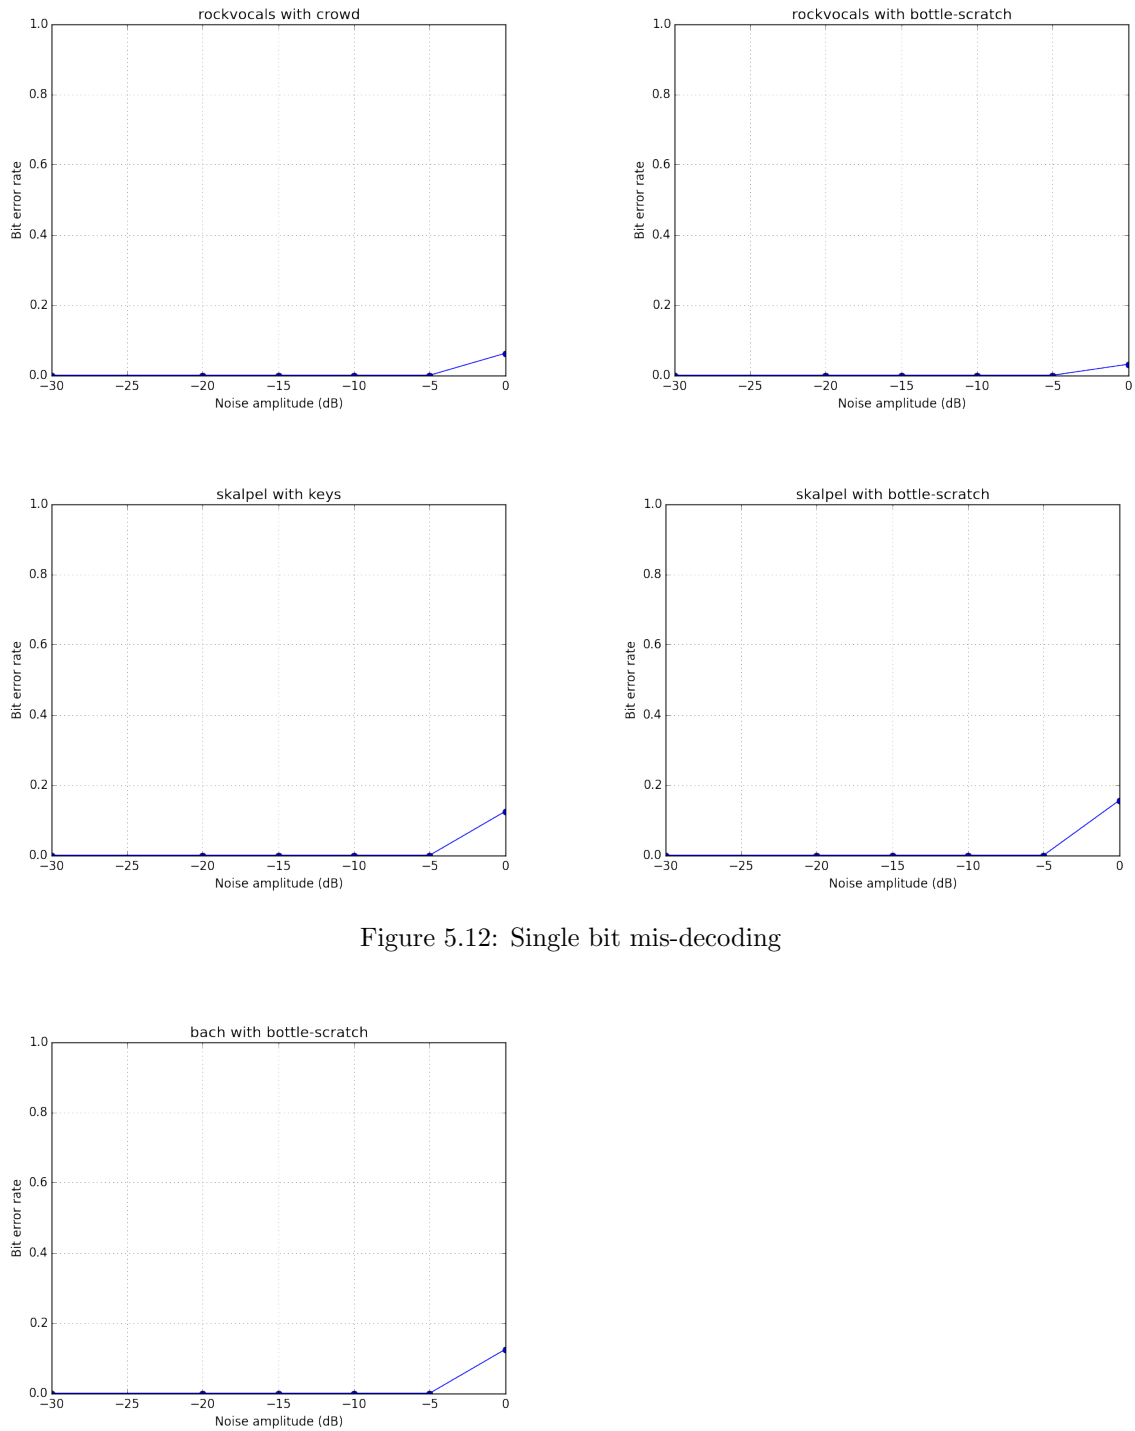 rockvocals with crowd
1.0
0.8
0.6
0.4
0.2
0.0
Bit error rate
−30 −25 −20 −15 −10 −5 0
Noise amplitude (dB)
rockvocals with bottle-scratch
1.0
0.8
0.6
0.4
0.2
0.0
Bit error rate
−30 −25 −20 −15 −10 −5 0
Noise amplitude (dB)
skalpel with keys
1.0
0.8
0.6
0.4
0.2
0.0
Bit error rate
−30 −25 −20 −15 −10 −5 0
Noise amplitude (dB)
skalpel with bottle-scratch
1.0
0.8
0.6
0.4
0.2
0.0
Bit error rate
−30 −25 −20 −15 −10 −5 0
Noise amplitude (dB)
Figure 5.12: Single bit mis-decoding
bach with bottle-scratch
1.0
0.8
0.6
0.4
0.2
0.0
Bit error rate
−30 −25 −20 −15 −10 −5 0
Noise amplitude (dB)